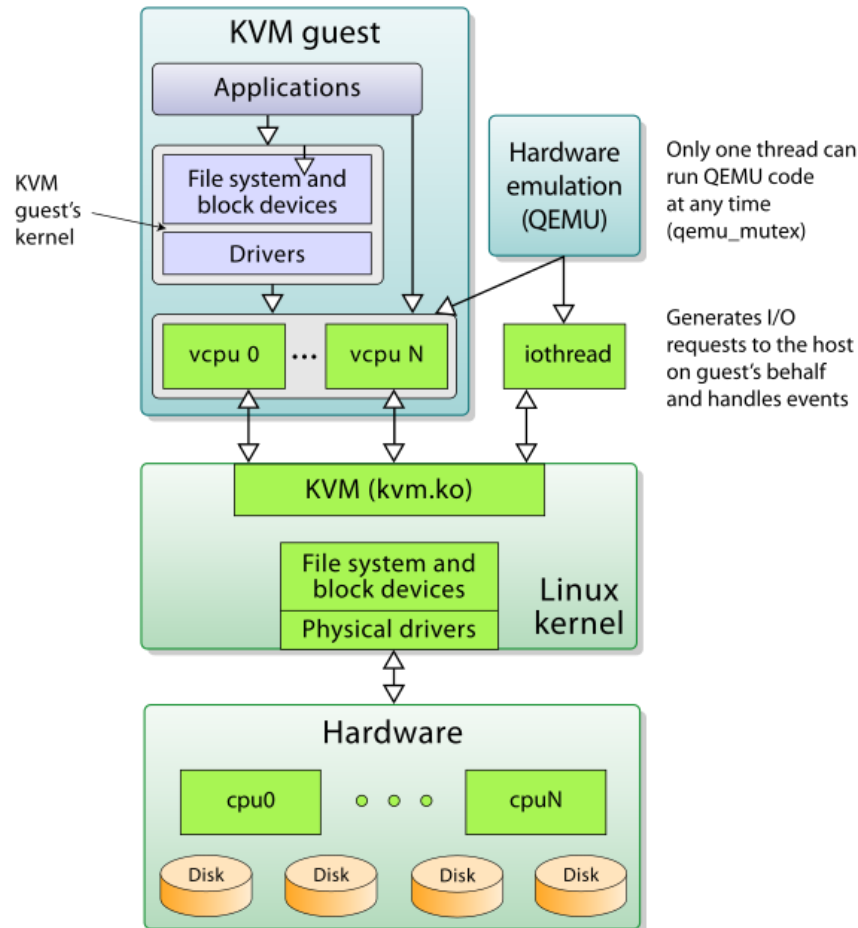 KVM guest
Applications
File system and
block devices
Drivers
KVM
guest's
kernel
vcpu 0
...
vcpu N
Hardware
emulation
(QEMU)
Only one thread can
run QEMU code
at any time
(qemu_mutex)
iothread
Generates I/O
requests to the host
on guest's behalf
and handles events
KVM (kvm.ko)
File system and
block devices
Physical drivers
Linux
kernel
Hardware
cpu0
cpuN
Disk
Disk
Disk
Disk